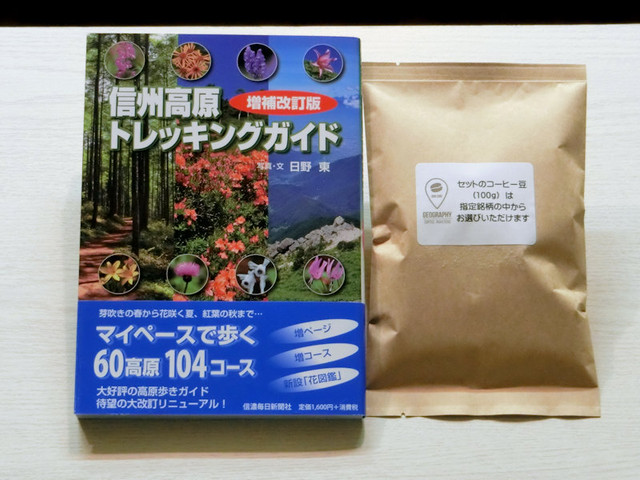 信州高原
増補改訂版
トレッキングガイド
写真・文 日野 東
芽吹きの春から花咲く夏、紅葉の秋まで…
マイペースで歩く
60高原 104コース
大好評の高原歩きガイド
待望の大改訂リニューアル!
増ページ
増コース
新設「花図鑑」
信濃毎日新聞社 定価1,600円+消費税
セットのコーヒー豆
(100g) は
指定銘柄の中から
お選びいただけます
GEOGRAPHY